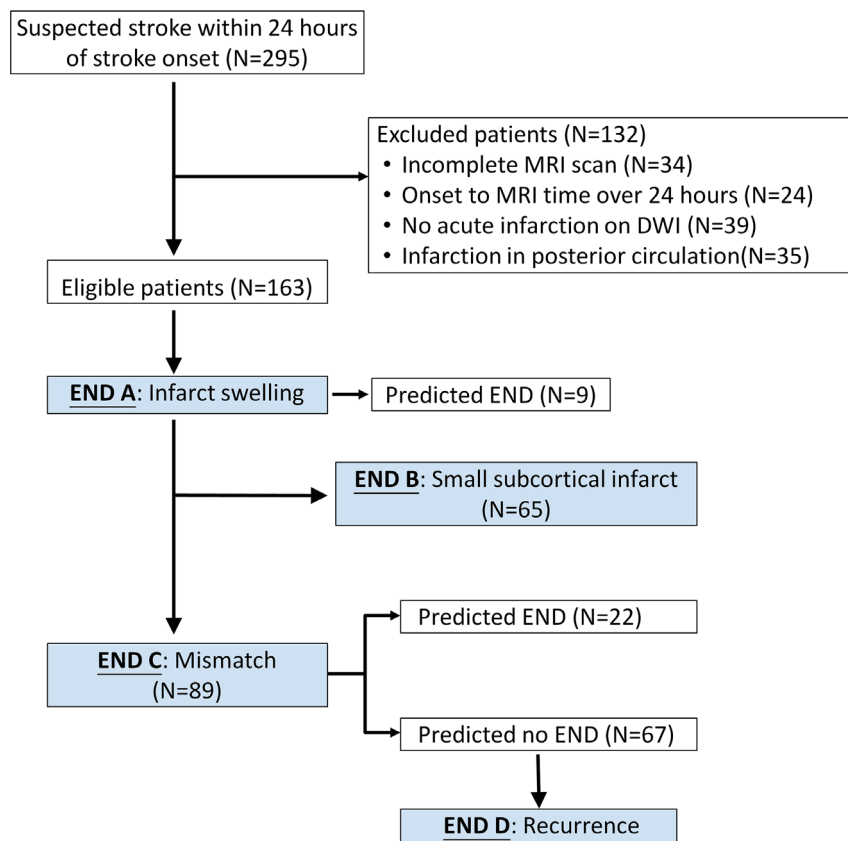 Suspected stroke within 24 hours
of stroke onset (N=295)
Excluded patients (N=132)
• Incomplete MRI scan (N=34)
• Onset to MRI time over 24 hours (N=24)
• No acute infarction on DWI (N=39)
• Infarction in posterior circulation(N=35)
Eligible patients (N=163)
END A: Infarct swelling
Predicted END (N=9)
END B: Small subcortical infarct
(N=65)
END C: Mismatch
(N=89)
Predicted END (N=22)
Predicted no END (N=67)
END D: Recurrence